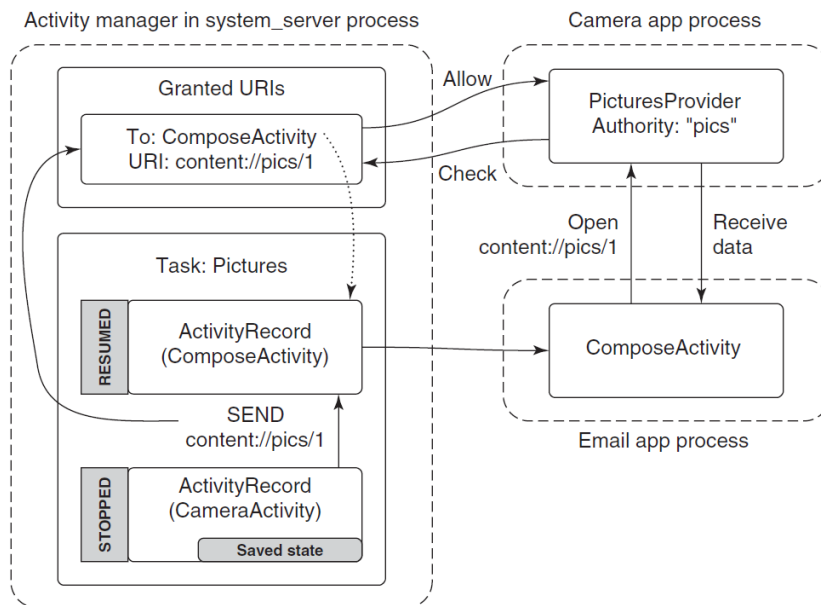 Activity manager in system_server process
Granted URIs
To: ComposeActivity
URI: content://pics/1
Task: Pictures
RESUMED
ActivityRecord
(ComposeActivity)
SEND
content://pics/1
STOPPED
ActivityRecord
(CameraActivity)
Saved state
Allow
Check
Camera app process
PicturesProvider
Authority: "pics"
Open
content://pics/1
Receive
data
ComposeActivity
Email app process